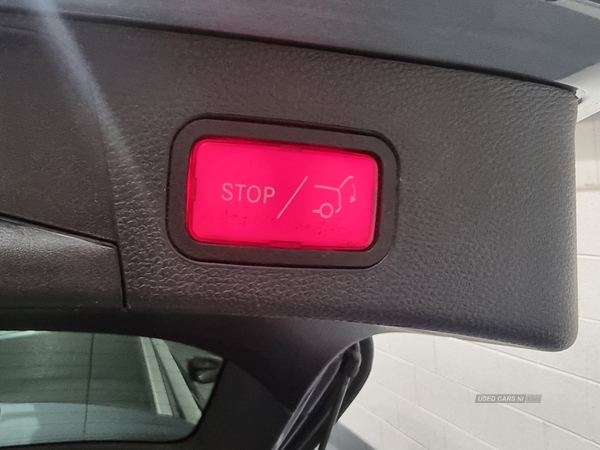 STOP /
USED CARS NI